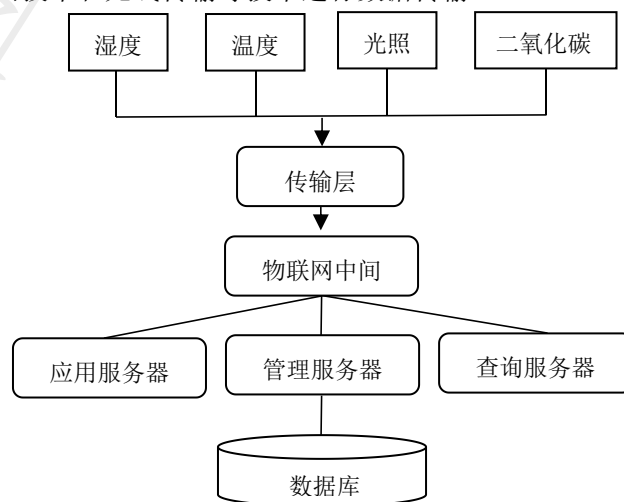 湿度 温度 光照 二氧化碳
传输层
物联网中间
应用服务器 管理服务器 查询服务器
数据库